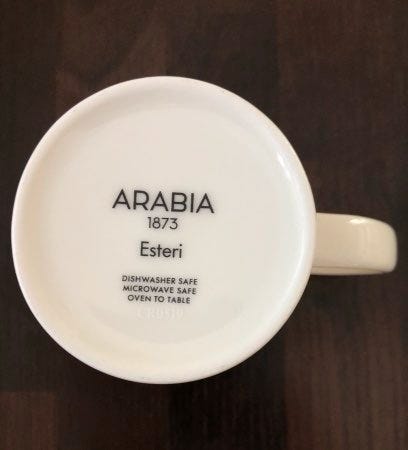 ARABIA
1873
Esteri
DISHWASHER SAFE
MICROWAVE SAFE
OVEN TO TABLE